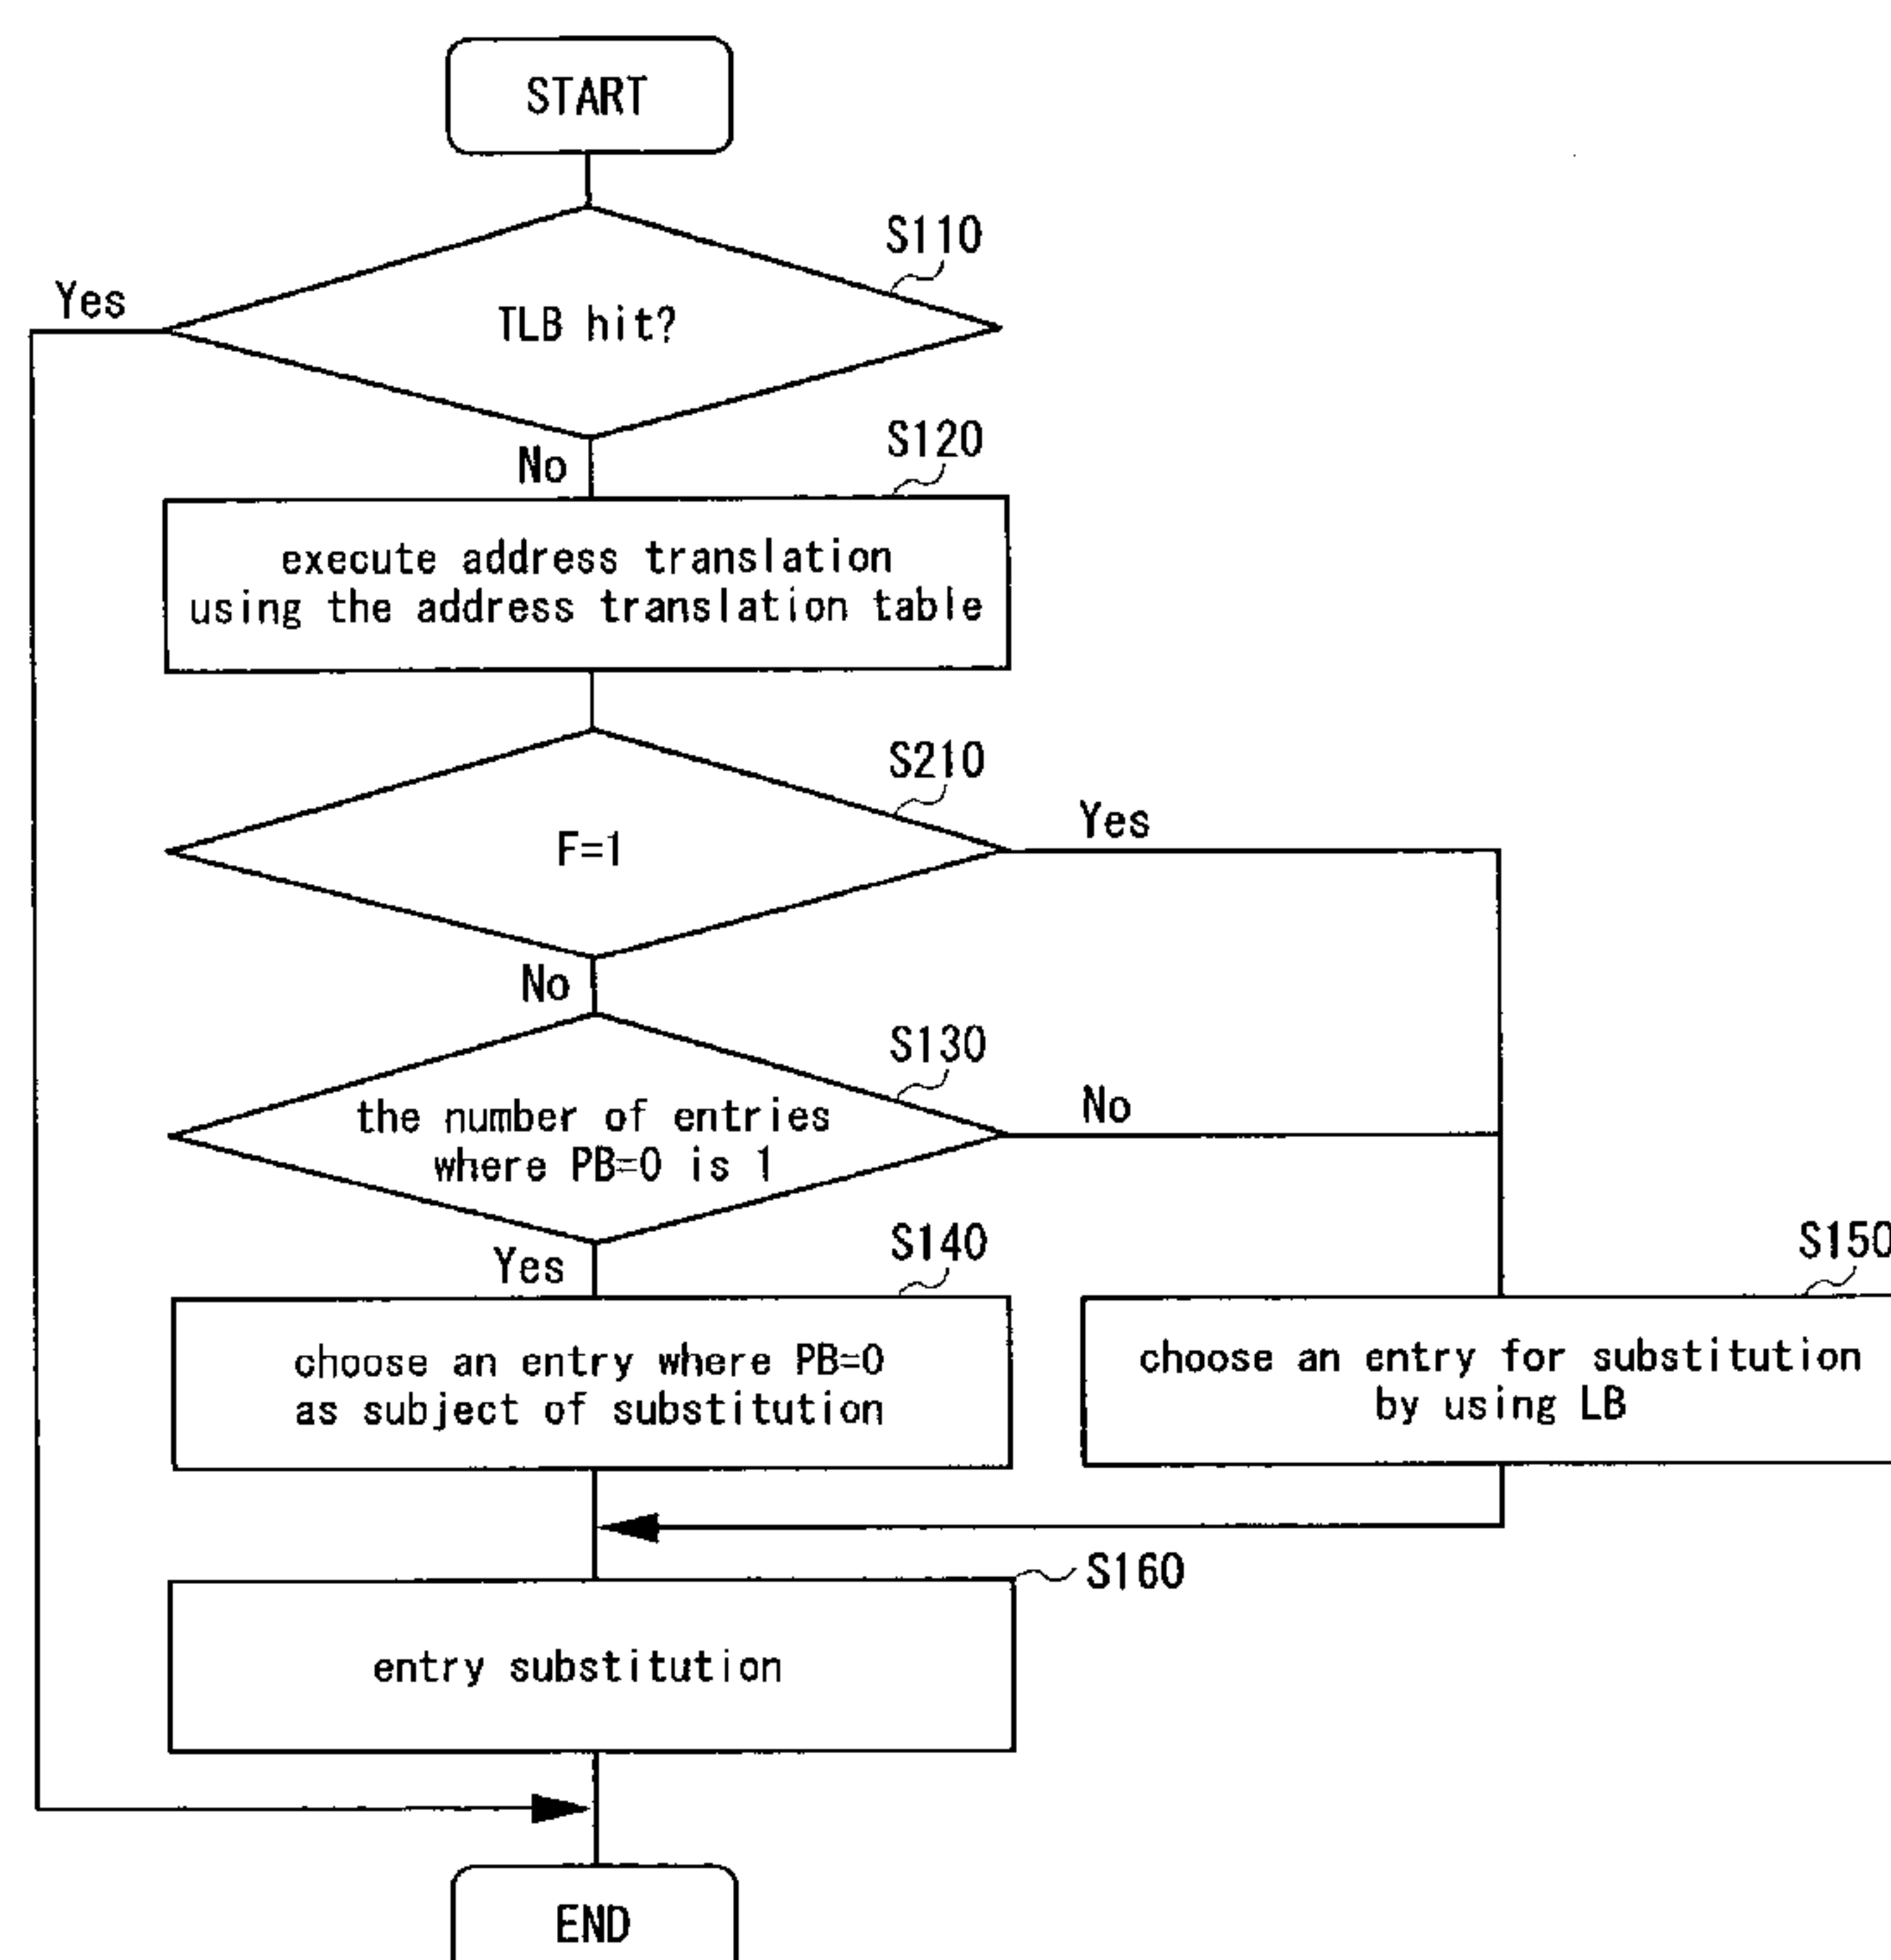 START
S110
Yes
TLB hit?
No
S120
execute address translation
using the address translation table
S210
F=1
Yes
No
S130
the number of entries
where PB=0 is 1
No
Yes
S140
choose an entry where PB=0
as subject of substitution
S150
choose an entry for substitution
by using LB
S160
entry substitution
END